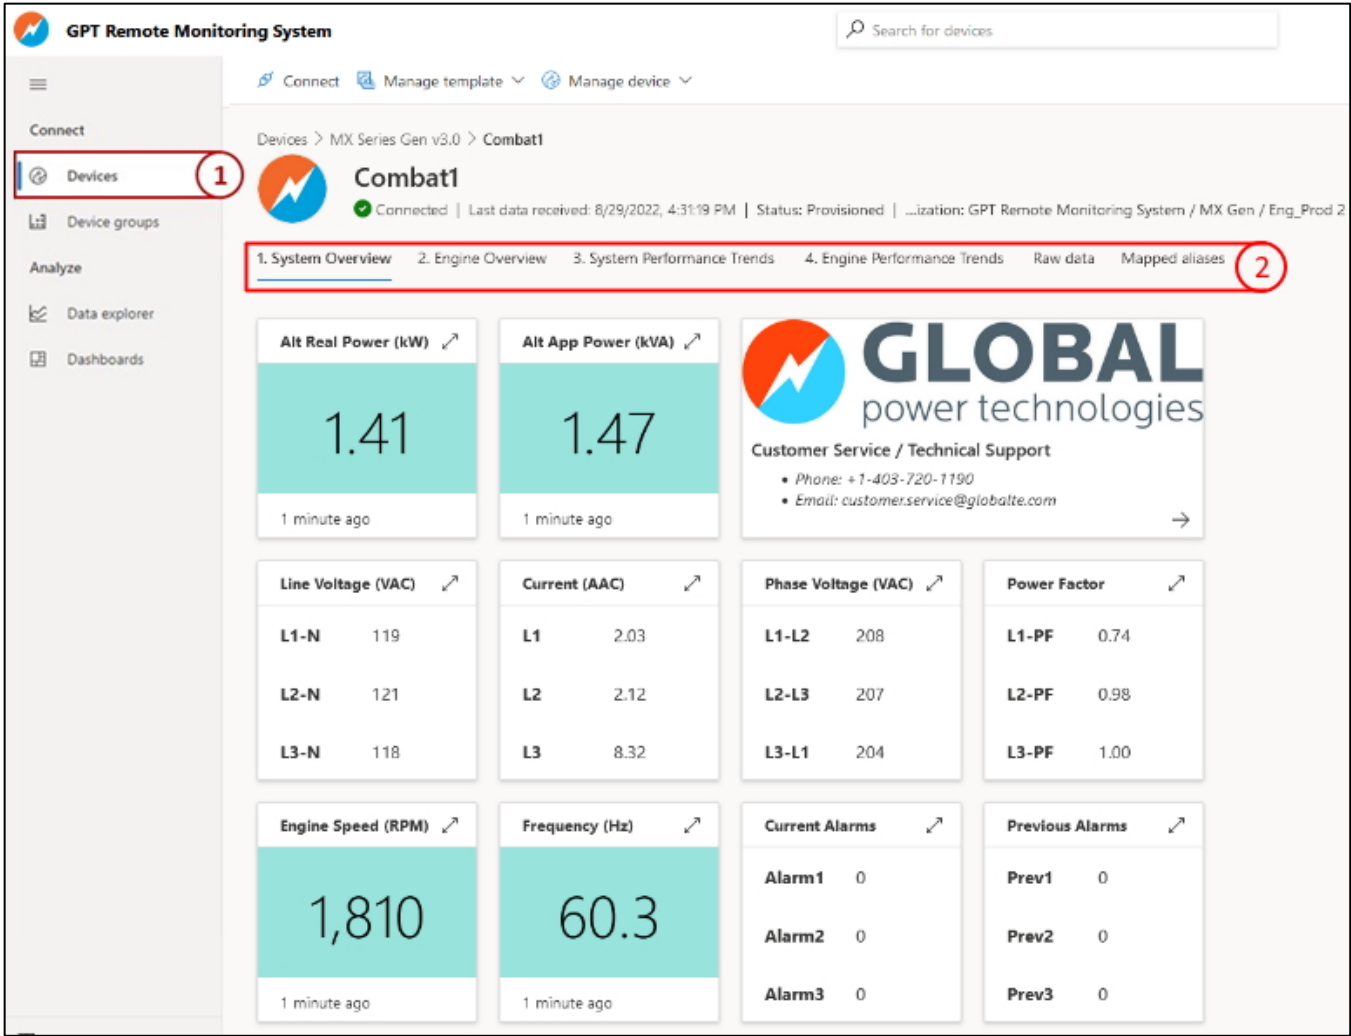 GPT Remote Monitoring System
Search for devices
Connect Manage template Manage device
Connect
Devices
1
Device groups
Analyze
Data explorer
Dashboards
Devices > MX Series Gen v3.0 > Combat1
Combat1
Connected | Last data received: 8/29/2022, 4:31:19 PM | Status: Provisioned | ...ization: GPT Remote Monitoring System / MX Gen / Eng_Prod 2
1. System Overview 2. Engine Overview 3. System Performance Trends 4. Engine Performance Trends Raw data Mapped aliases
2
Alt Real Power (kW)
1.41
1 minute ago
Alt App Power (kVA)
1.47
1 minute ago
GLOBAL
power technologies
Customer Service / Technical Support
• Phone: +1-403-720-1190
• Email: customer.service@globalte.com
Line Voltage (VAC)
L1-N 119
L2-N 121
L3-N 118
Current (AAC)
L1 2.03
L2 2.12
L3 8.32
Phase Voltage (VAC)
L1-L2 208
L2-L3 207
L3-L1 204
Power Factor
L1-PF 0.74
L2-PF 0.98
L3-PF 1.00
Engine Speed (RPM)
1,810
1 minute ago
Frequency (Hz)
60.3
1 minute ago
Current Alarms
Alarm1 0
Alarm2 0
Alarm3 0
Previous Alarms
Prev1 0
Prev2 0
Prev3 0